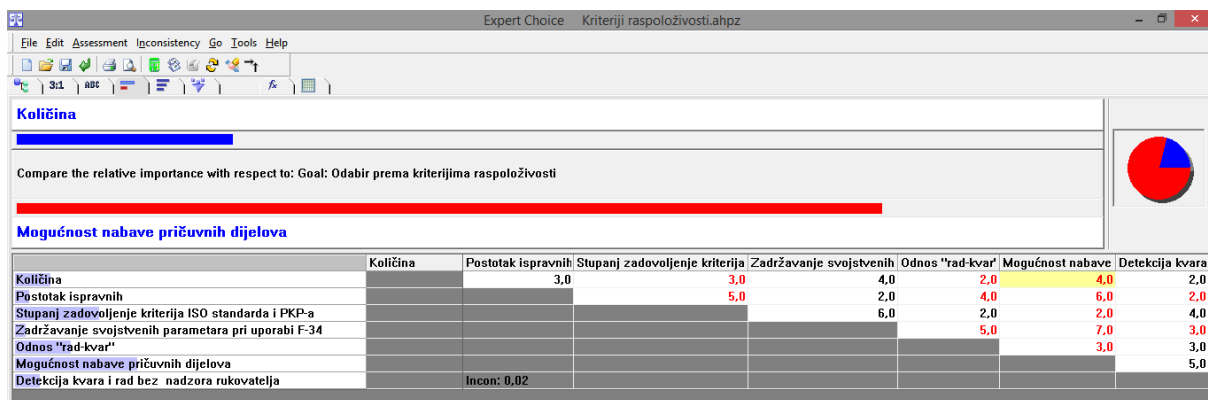 Expert Choice Kriteriji raspoloživosti.ahpz
File Edit Assessment Inconsistency Go Tools Help
3:1 ABC fx
Količina
Compare the relative importance with respect to: Goal: Odabir prema kriterijima raspoloživosti
Mogućnost nabave pričuvnih dijelova
Količina Postotak ispravnih Stupanj zadovoljenje kriterija Zadržavanje svojstvenih Odnos "rad-kvar' Mogućnost nabave Detekcija kvara
Količina 3,0 3,0 4,0 2,0 4,0 2,0
Postotak ispravnih 5,0 2,0 4,0 6,0 2,0
Stupanj zadovoljenje kriterija ISO standarda i PKP-a 6,0 2,0 2,0 4,0
Zadržavanje svojstvenih parametara pri uporabi F-34 5,0 7,0 3,0
Odnos "rad-kvar" 3,0 3,0
Mogućnost nabave pričuvnih dijelova 5,0
Detekcija kvara i rad bez nadzora rukovatelja Incon: 0,02